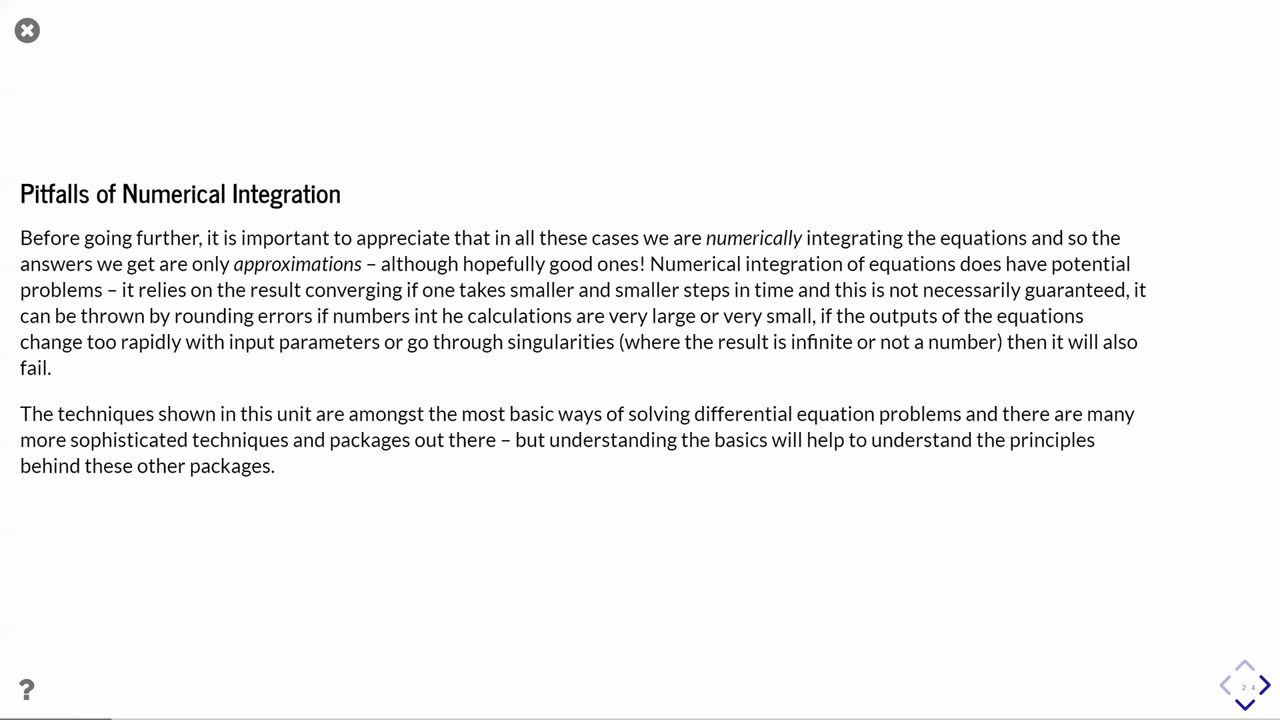 Pitfalls of Numerical Integration
Before going further, it is important to appreciate that in all these cases we are numerically integrating the equations and so the
answers we get are only approximations – although hopefully good ones! Numerical integration of equations does have potential
problems – it relies on the result converging if one takes smaller and smaller steps in time and this is not necessarily guaranteed, it
can be thrown by rounding errors if numbers int he calculations are very large or very small, if the outputs of the equations
change too rapidly with input parameters or go through singularities (where the result is infinite or not a number) then it will also
fail.
The techniques shown in this unit are amongst the most basic ways of solving differential equation problems and there are many
more sophisticated techniques and packages out there – but understanding the basics will help to understand the principles
behind these other packages.
?
2.4